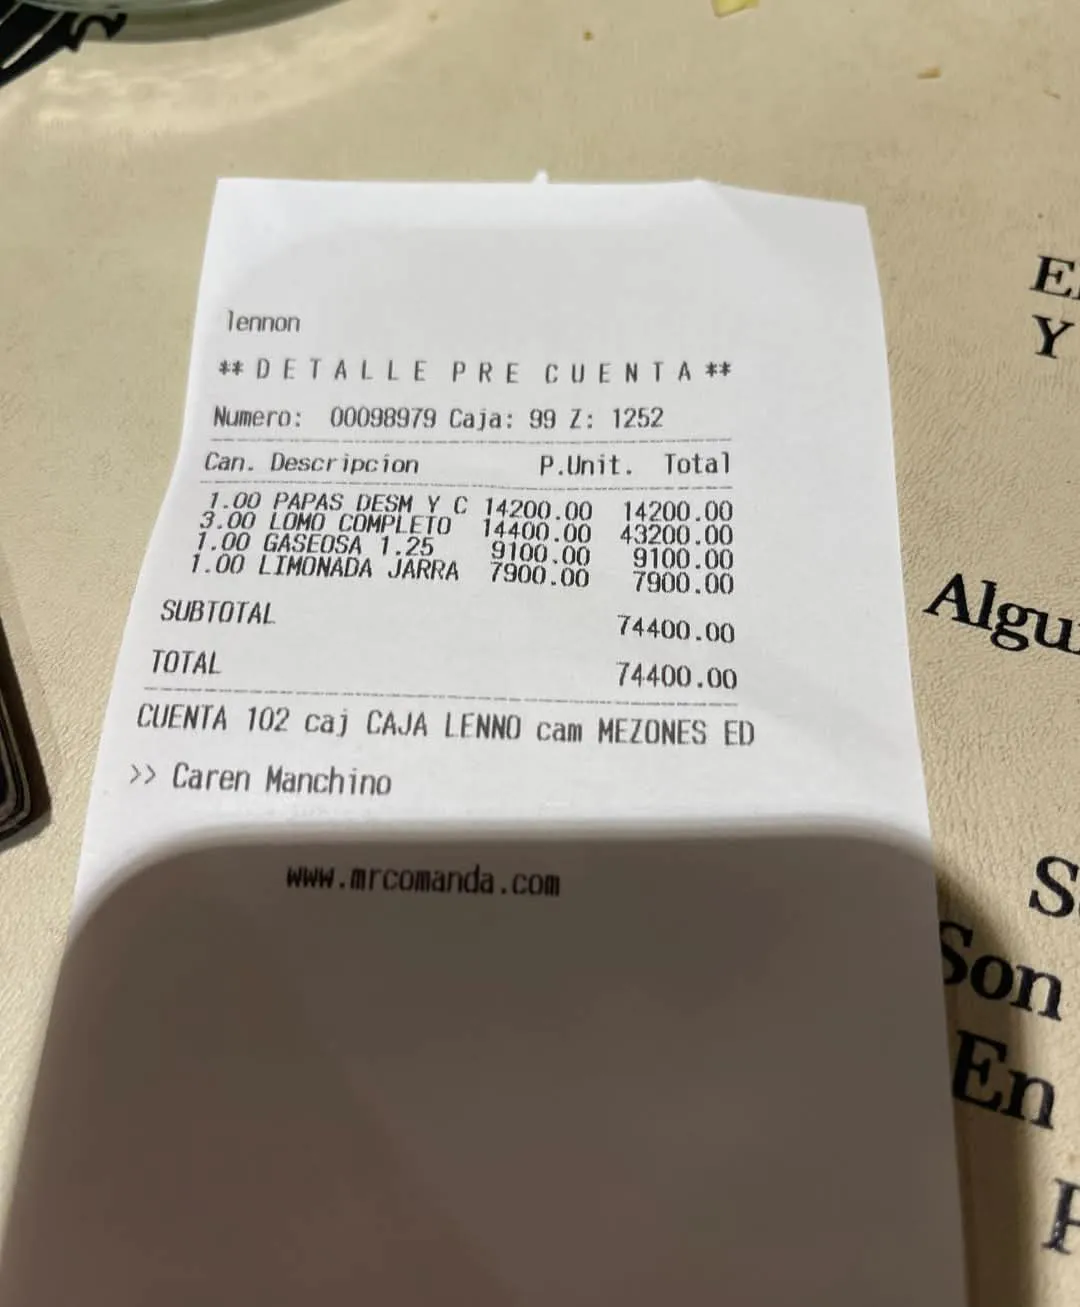 lennon
** D E T A L L E  P R E  C U E N T A **
Numero: 00098979 Caja: 99 Z: 1252
Can. Descripcion P.Unit. Total
1.00 PAPAS DESM Y C 14200.00 14200.00
3.00 LOMO COMPLETO 14400.00 43200.00
1.00 GASEOSA 1.25 9100.00 9100.00
1.00 LIMONADA JARRA 7900.00 7900.00
SUBTOTAL 74400.00
TOTAL 74400.00
CUENTA 102 caj CAJA LENNO cam MEZONES ED
>> Caren Manchino
www.mrcomanda.com
Y
Algu
Son
En